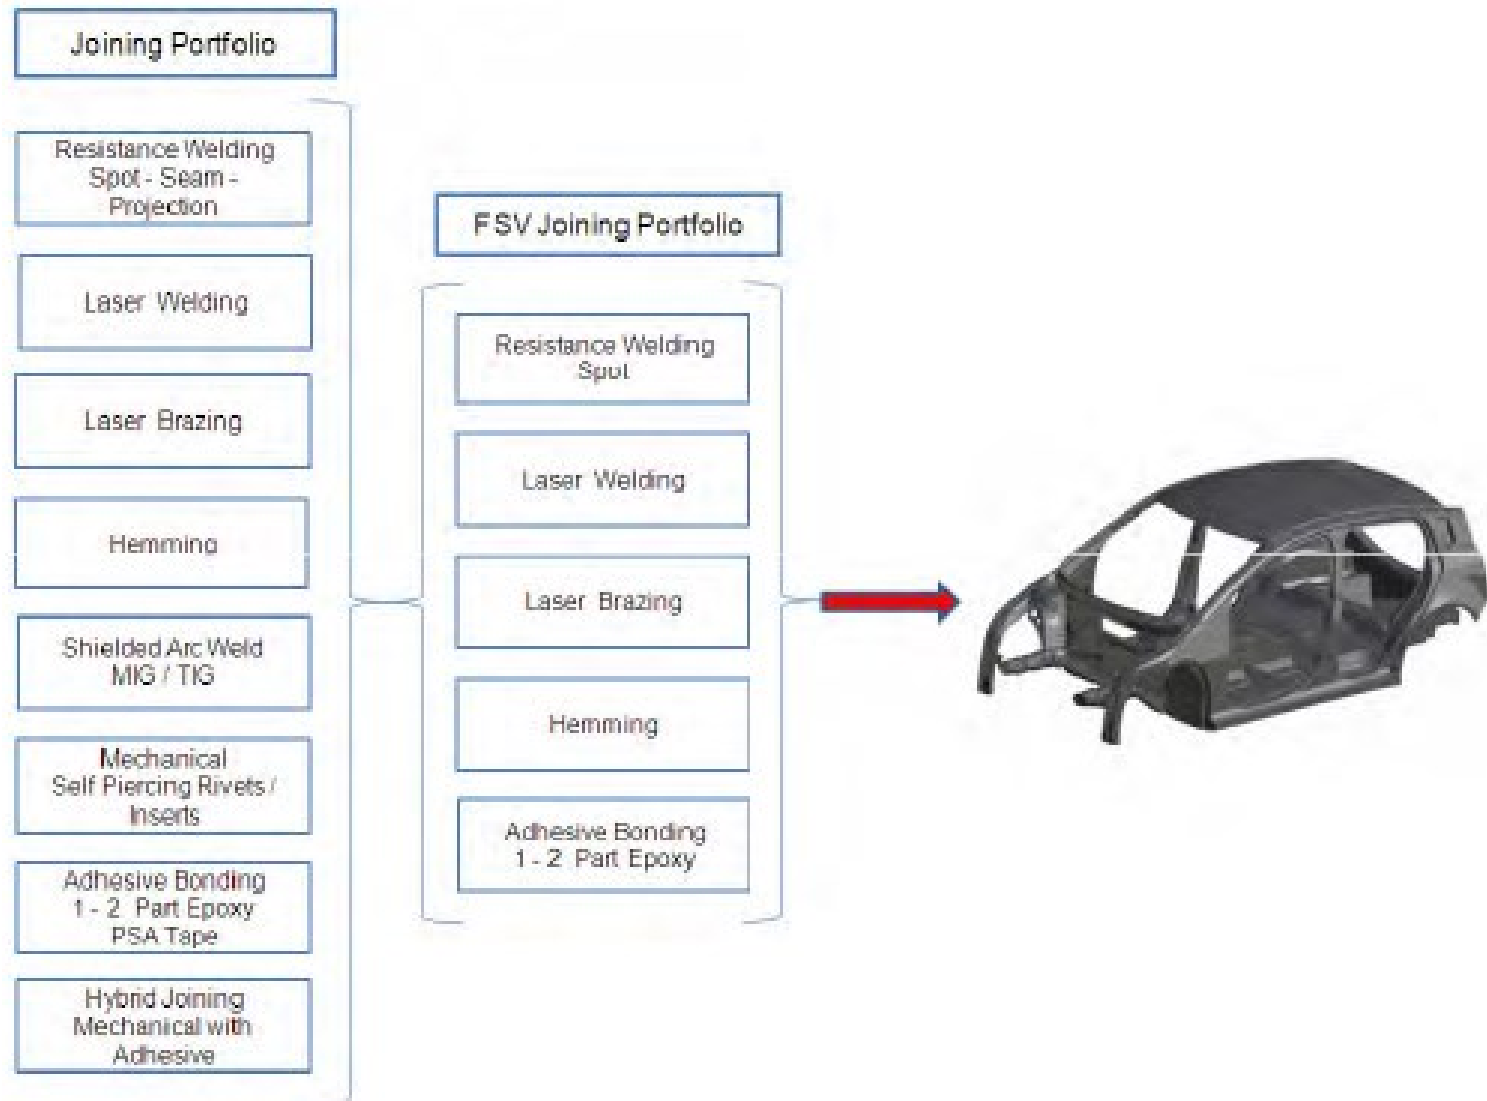 Joining Portfolio
Resistance Welding
Spot - Seam -
Projection
Laser Welding
Laser Brazing
Hemming
Shielded Arc Weld
MIG / TIG
Mechanical
Self Piercing Rivets /
Inserts
Adhesive Bonding
1 - 2 Part Epoxy
PSA Tape
Hybrid Joining
Mechanical with
Adhesive
FSV Joining Portfolio
Resistance Welding
Spot
Laser Welding
Laser Brazing
Hemming
Adhesive Bonding
1 - 2 Part Epoxy